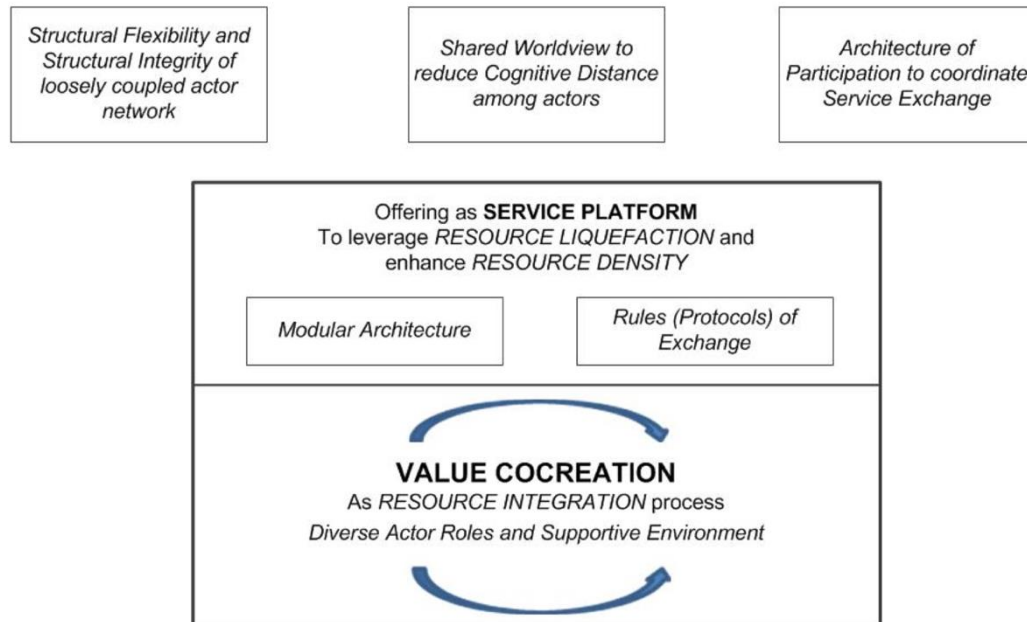 Structural Flexibility and
Structural Integrity of
loosely coupled actor
network
Shared Worldview to
reduce Cognitive Distance
among actors
Architecture of
Participation to coordinate
Service Exchange
Offering as SERVICE PLATFORM
To leverage RESOURCE LIQUEFACTION and
enhance RESOURCE DENSITY
Modular Architecture
Rules (Protocols) of
Exchange
VALUE COCREATION
As RESOURCE INTEGRATION process
Diverse Actor Roles and Supportive Environment